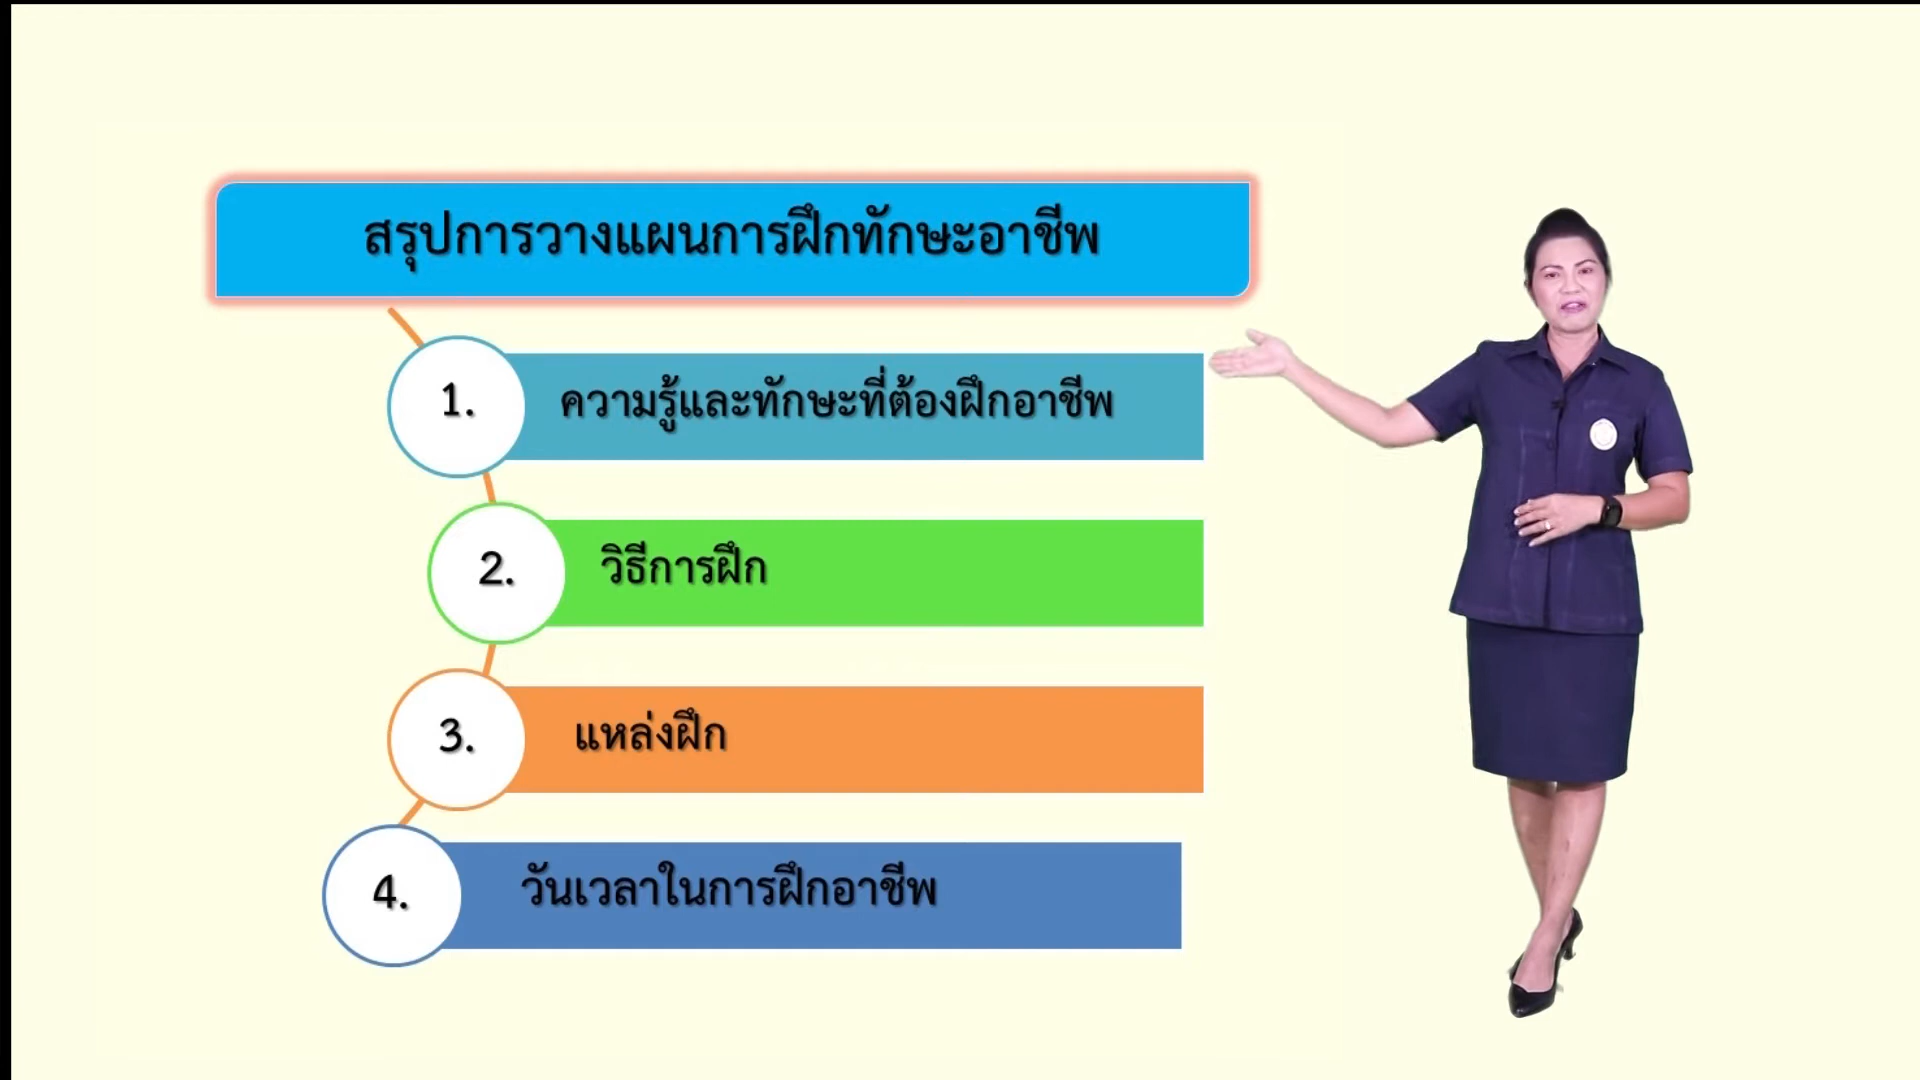 สรุปการวางแผนการฝึกทักษะอาชีพ
1. ความรู้และทักษะที่ต้องฝึกอาชีพ
2. วิธีการฝึก
3. แหล่งฝึก
4. วันเวลาในการฝึกอาชีพ